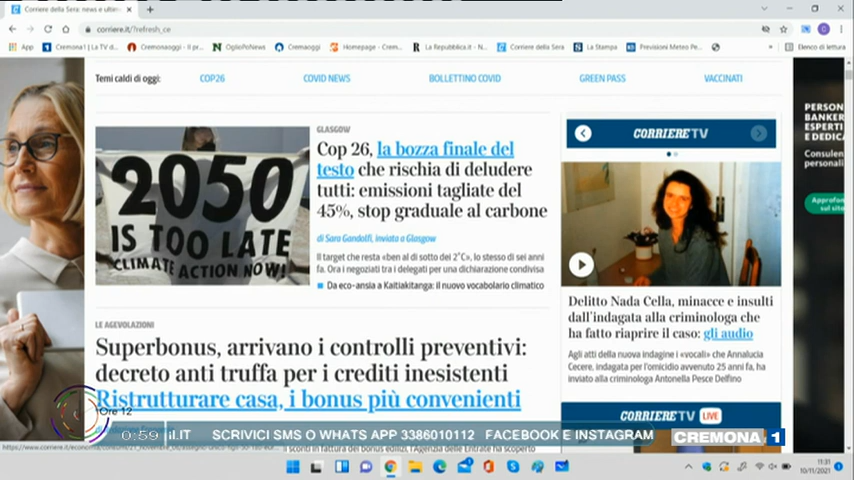 Corriere della Sera: news e ultim
corriere.it/?refresh_ce
App
Cremona1 (La TV d...
Cremonaoggi - Il pr...
OglioPoNews
Cremaoggi
Homepage - Crem...
La Repubblica.it - N...
Corriere della Sera
La Stampa
Previsioni Meteo Pe...
Elenco di lettura
Temi caldi di oggi:
COP26
COVID NEWS
BOLLETTINO COVID
GREEN PASS
VACCINATI
2050
IS TOO LATE
CLIMATE ACTION NOW!
GLASGOW
Cop 26, la bozza finale del
testo che rischia di deludere
tutti: emissioni tagliate del
45%, stop graduale al carbone
di Sara Gandolfi, inviata a Glasgow
Il target che resta «ben al di sotto dei 2°C», lo stesso di sei anni
fa. Ora i negoziati tra i delegati per una dichiarazione condivisa
Da eco-ansia a Kaitiakitanga: il nuovo vocabolario climatico
LE AGEVOLAZIONI
Superbonus, arrivano i controlli preventivi:
decreto anti truffa per i crediti inesistenti
Ristrutturare casa, i bonus più convenienti
CORRIERE TV
Delitto Nada Cella, minacce e insulti
dall'indagata alla criminologa che
ha fatto riaprire il caso: gli audio
Agli atti della nuova indagine i «vocali» che Annalucia
Cecere, indagata per l'omicidio avvenuto 25 anni fa, ha
inviato alla criminologa Antonella Pesce Delfino
CORRIERE TV LIVE
PERSON
BANKER
ESPERTI
E DEDICA
Consulen
personali
Approfon
sul sito
Ore 12
0:59
il.IT SCRIVICI SMS O WHATS APP 3386010112 FACEBOOK E INSTAGRAM
CREMONA 1
11:31
10/11/2021